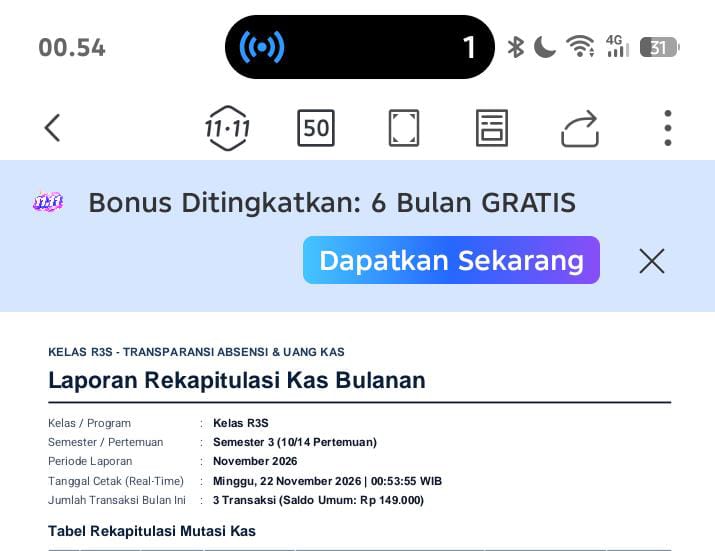 00.54
1
4G
31
11·11
50
11.11
Bonus Ditingkatkan: 6 Bulan GRATIS
Dapatkan Sekarang
KELAS R3S - TRANSPARANSI ABSENSI & UANG KAS
Laporan Rekapitulasi Kas Bulanan
Kelas / Program : Kelas R3S
Semester / Pertemuan : Semester 3 (10/14 Pertemuan)
Periode Laporan : November 2026
Tanggal Cetak (Real-Time) : Minggu, 22 November 2026 | 00:53:55 WIB
Jumlah Transaksi Bulan Ini : 3 Transaksi (Saldo Umum: Rp 149.000)
Tabel Rekapitulasi Mutasi Kas